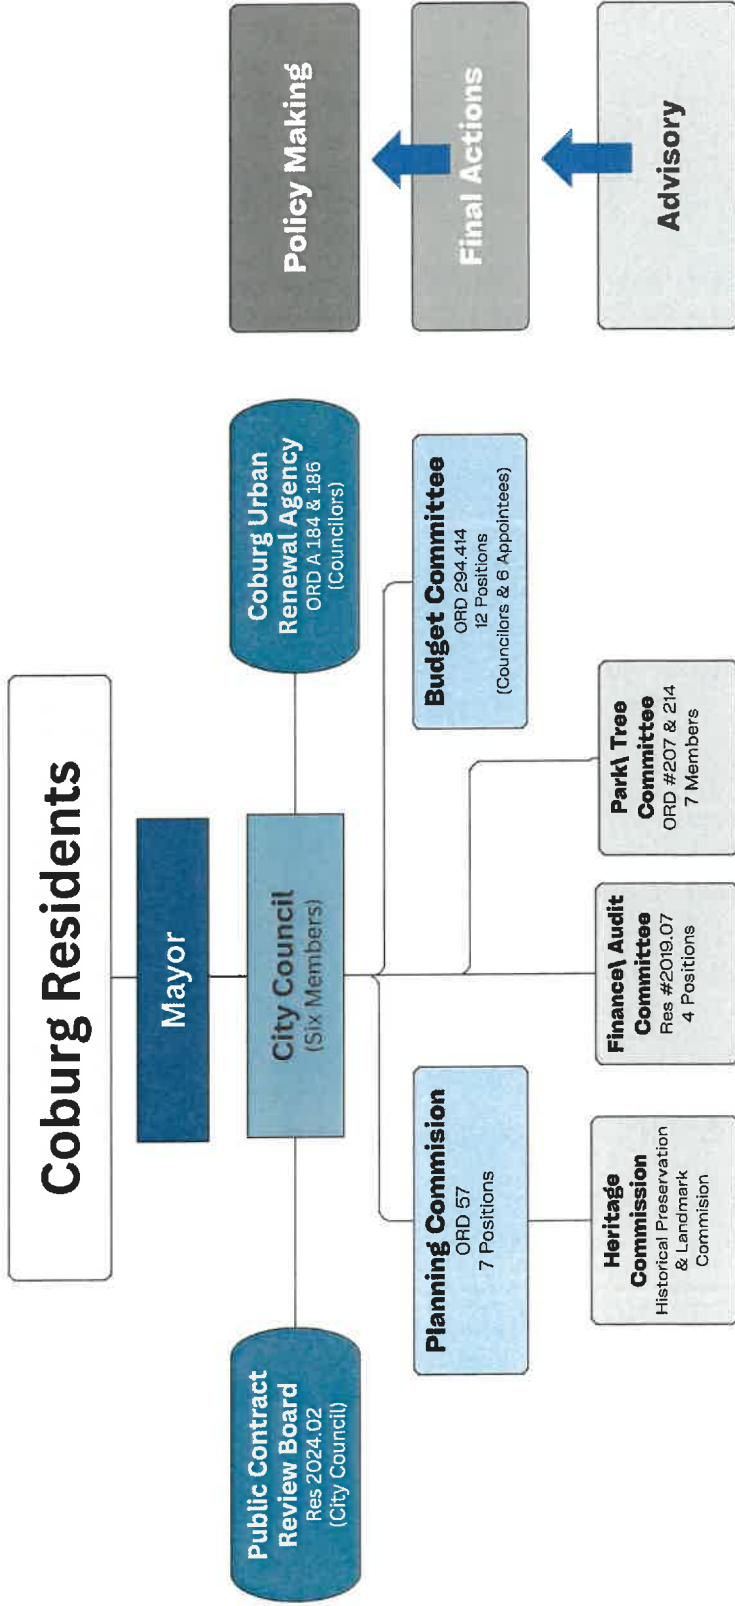 Coburg Residents
Mayor
City Council
(Six Members)
Public Contract
Review Board
Res 2024.02
(City Council)
Coburg Urban
Renewal Agency
ORD A 184 & 186
(Councilors)
Policy Making
Planning Commision
ORD 57
7 Positions
Budget Committee
ORD 294.414
12 Positions
(Councilors & 6 Appointees)
Final Actions
Heritage
Commission
Historical Preservation
& Landmark
Commision
Finance\ Audit
Committee
Res #2019.07
4 Positions
Park\ Tree
Committee
ORD #207 & 214
7 Members
Advisory